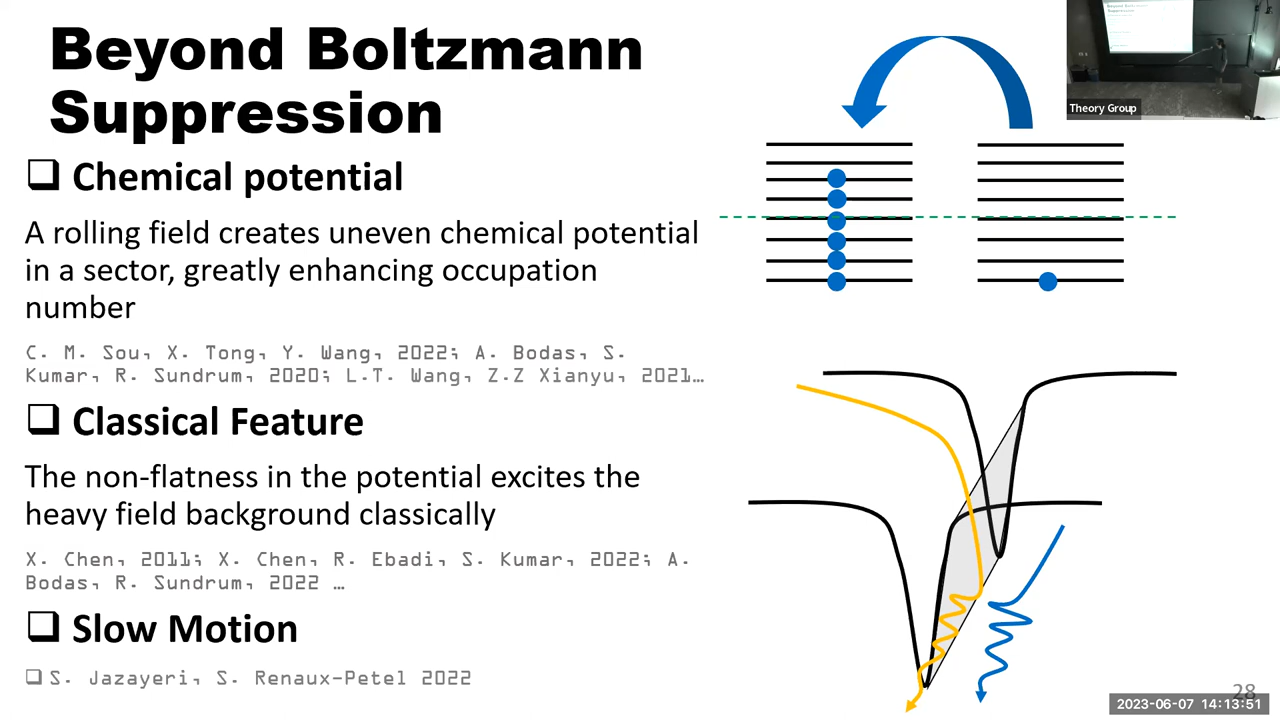 Beyond Boltzmann
Suppression
❑ Chemical potential
A rolling field creates uneven chemical potential
in a sector, greatly enhancing occupation
number
C. M. Sou, X. Tong, Y. Wang, 2022; A. Bodas, S.
Kumar, R. Sundrum, 2020; L.T. Wang, Z.Z Xianyu, 2021…
❑ Classical Feature
The non-flatness in the potential excites the
heavy field background classically
X. Chen, 2011; X. Chen, R. Ebadi, S. Kumar, 2022; A.
Bodas, R. Sundrum, 2022 …
❑ Slow Motion
❑ S. Jazayeri, S. Renaux-Petel 2022
Theory Group
28
2023-06-07 14:13:51